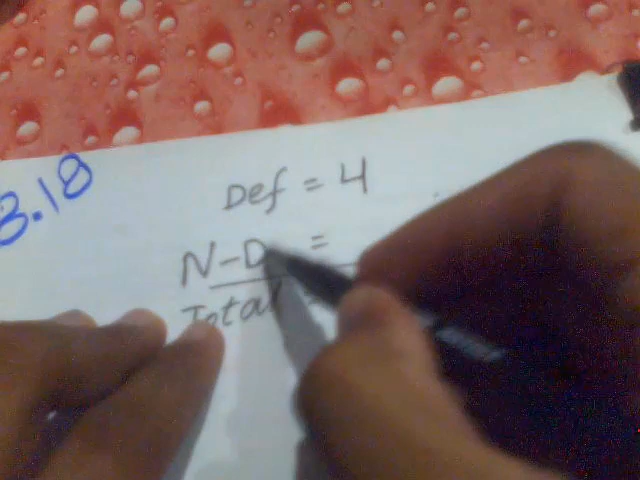 3.18
Def = 4
N-D =
Total =